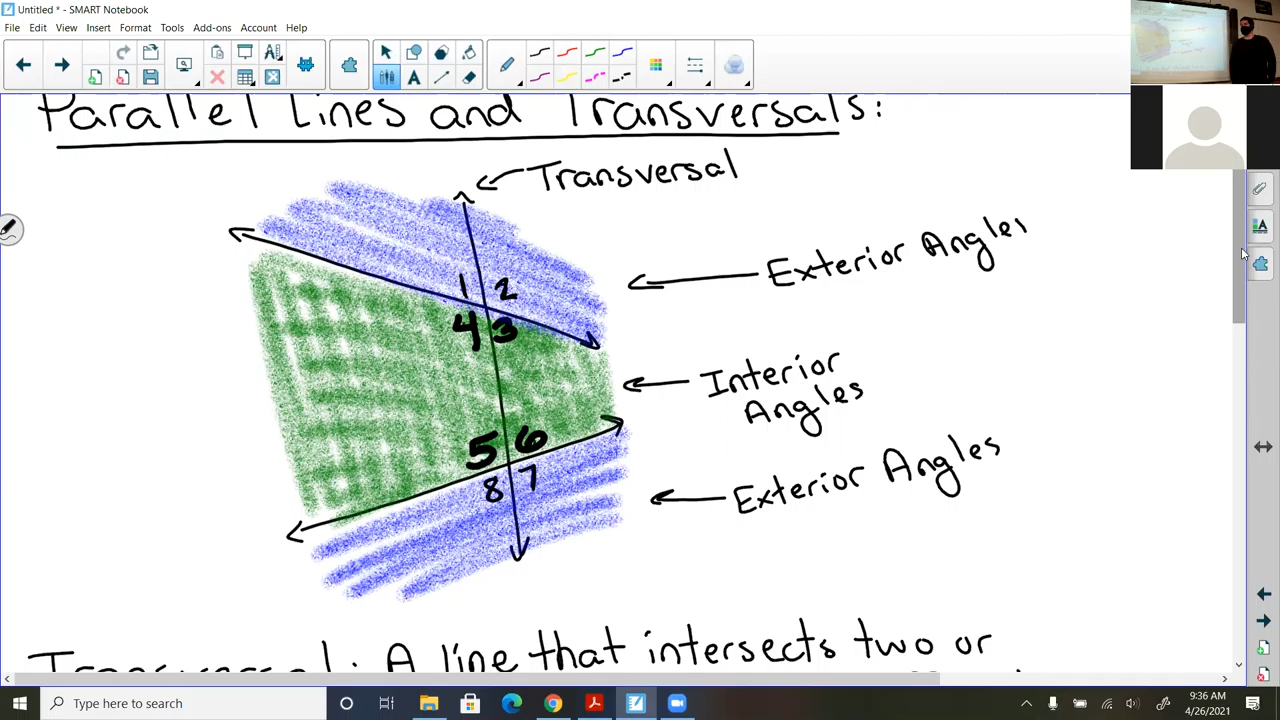 Untitled * - SMART Notebook
File Edit View Insert Format Tools Add-ons Account Help
Parallel Lines and Transversals:
Transversal
Exterior Angles
1 2
4 3
Interior
Angles
5 6
8 7
Exterior Angles
Transversal: A line that intersects two or
Type here to search
9:36 AM
4/26/2021